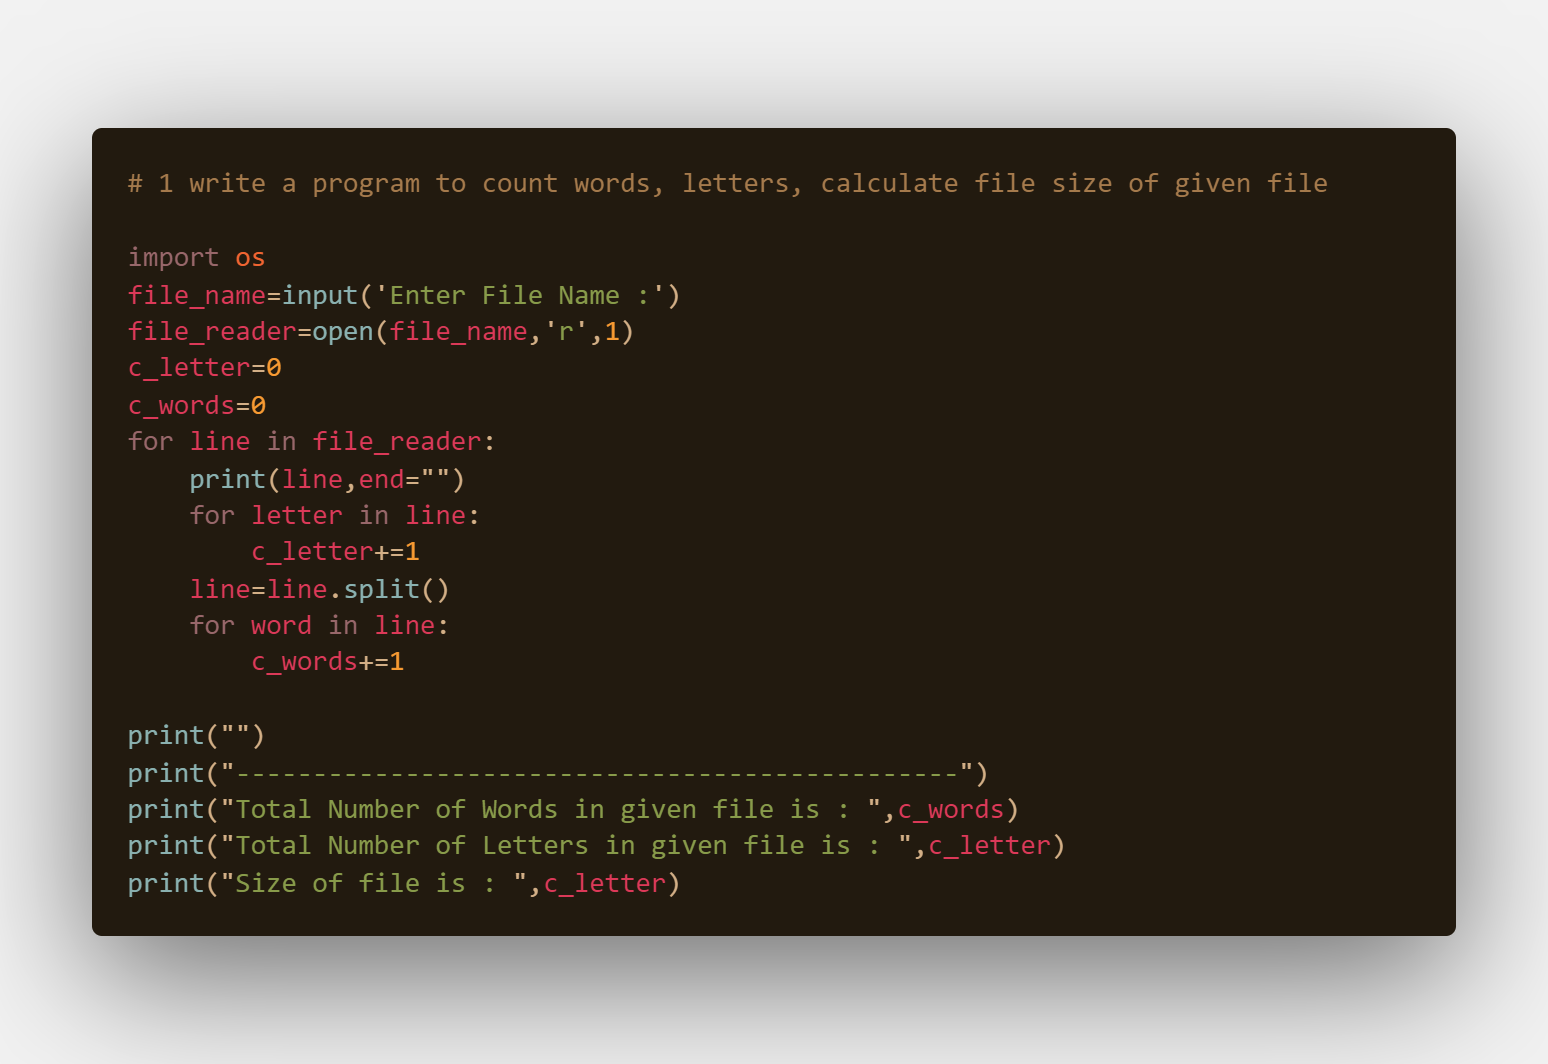 # 1 write a program to count words, letters, calculate file size of given file

import os
file_name=input('Enter File Name :')
file_reader=open(file_name,'r',1)
c_letter=0
c_words=0
for line in file_reader:
    print(line,end="")
    for letter in line:
        c_letter+=1
    line=line.split()
    for word in line:
        c_words+=1

print("")
print("-----------------------------------------------")
print("Total Number of Words in given file is : ",c_words)
print("Total Number of Letters in given file is : ",c_letter)
print("Size of file is : ",c_letter)